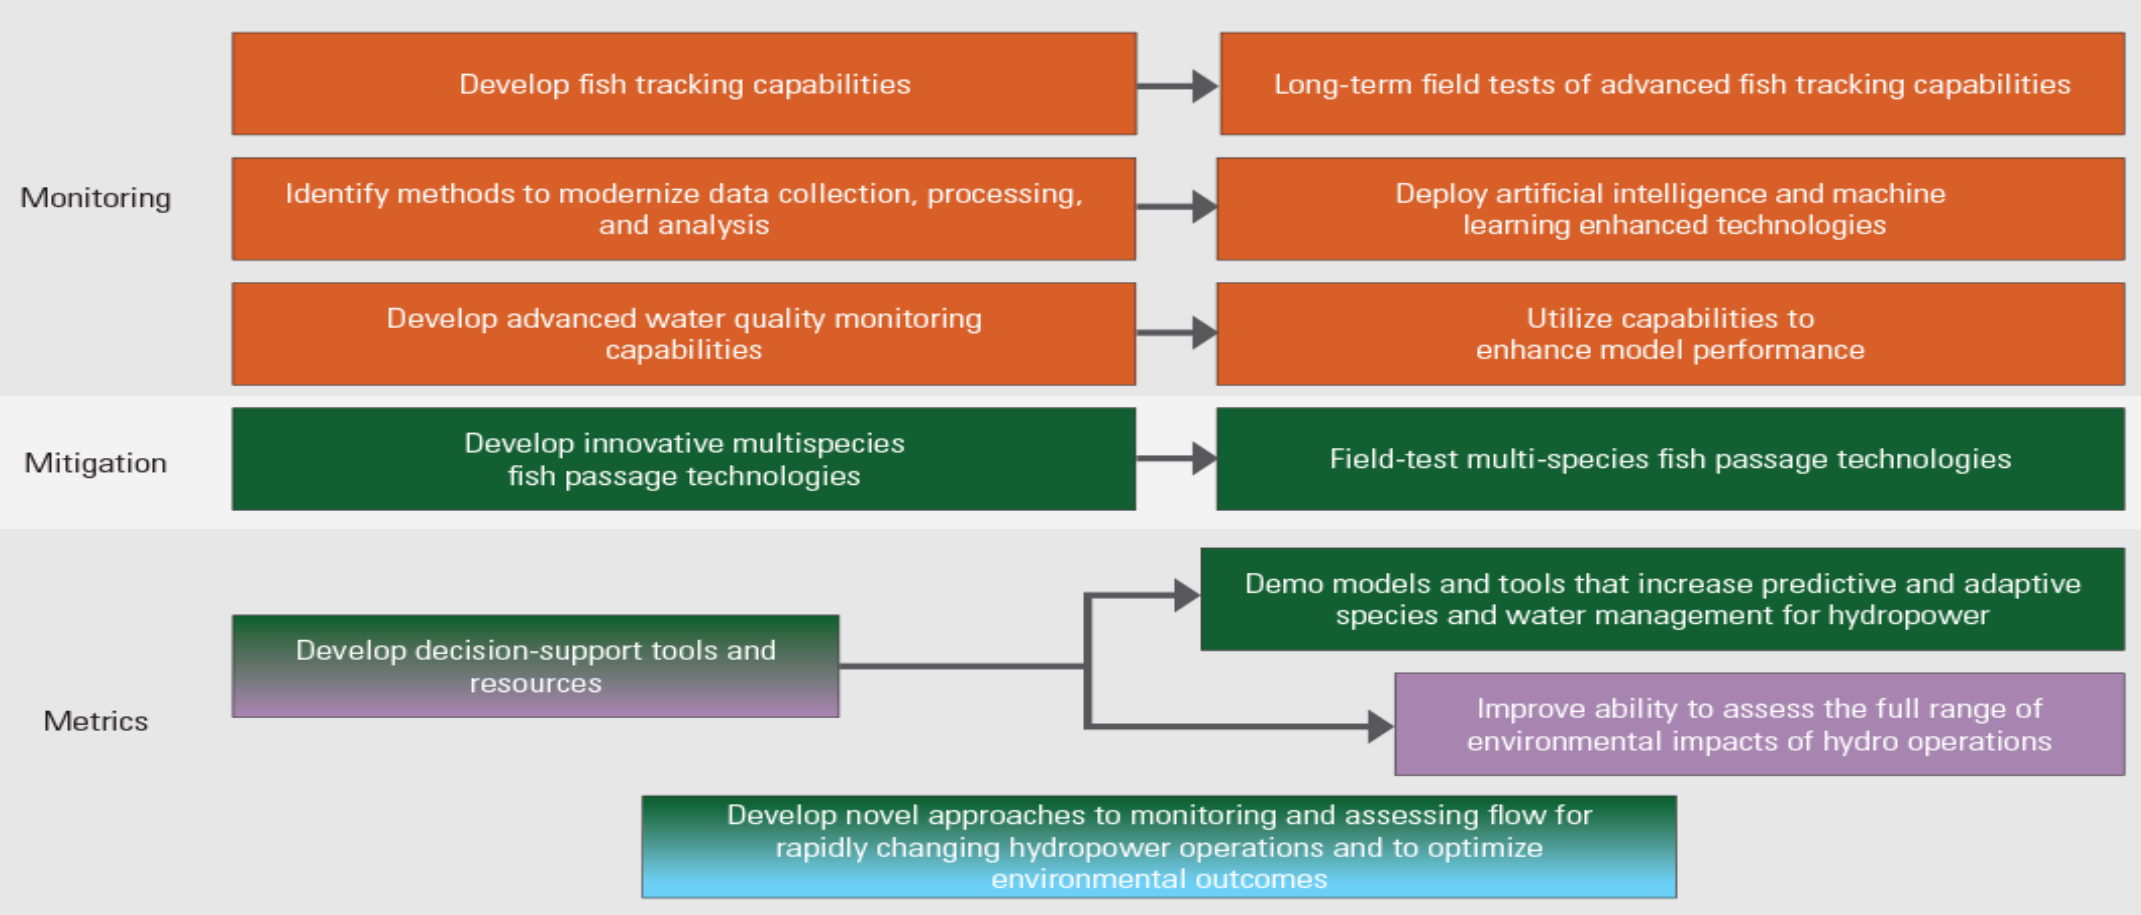 Monitoring
Develop fish tracking capabilities
Long-term field tests of advanced fish tracking capabilities
Identify methods to modernize data collection, processing,
and analysis
Deploy artificial intelligence and machine
learning enhanced technologies
Develop advanced water quality monitoring
capabilities
Utilize capabilities to
enhance model performance
Mitigation
Develop innovative multispecies
fish passage technologies
Field-test multi-species fish passage technologies
Metrics
Develop decision-support tools and
resources
Demo models and tools that increase predictive and adaptive
species and water management for hydropower
Improve ability to assess the full range of
environmental impacts of hydro operations
Develop novel approaches to monitoring and assessing flow for
rapidly changing hydropower operations and to optimize
environmental outcomes